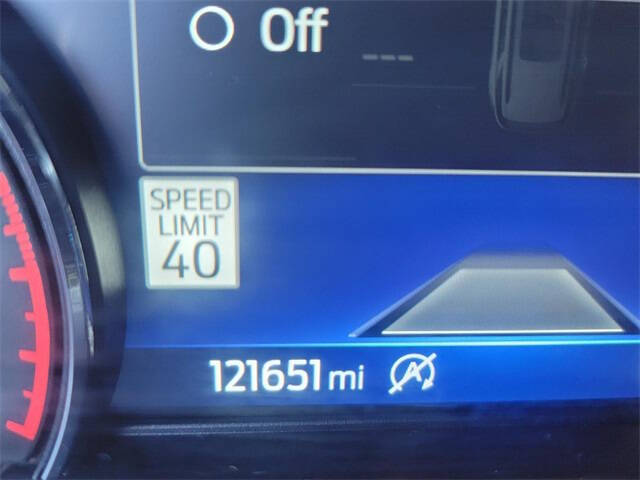 Off
---
SPEED
LIMIT
40
121651 mi
A